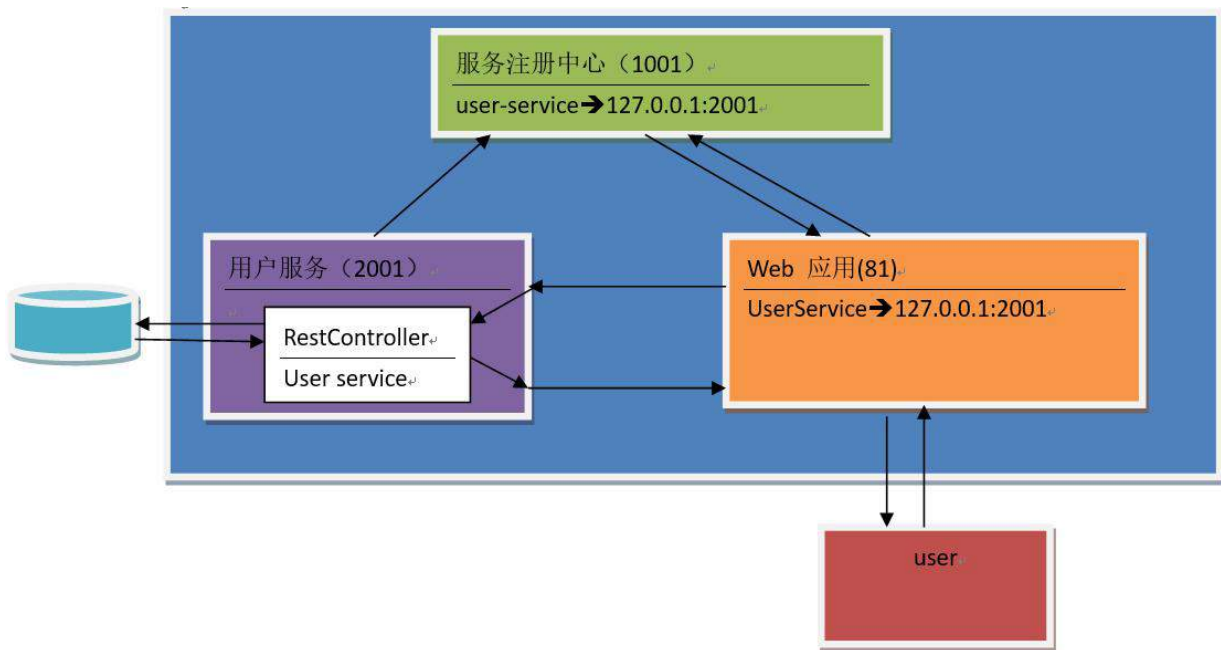 服务注册中心（1001）
user-service➔127.0.0.1:2001
用户服务（2001）
Web 应用(81)
UserService➔127.0.0.1:2001
RestController
User service
user